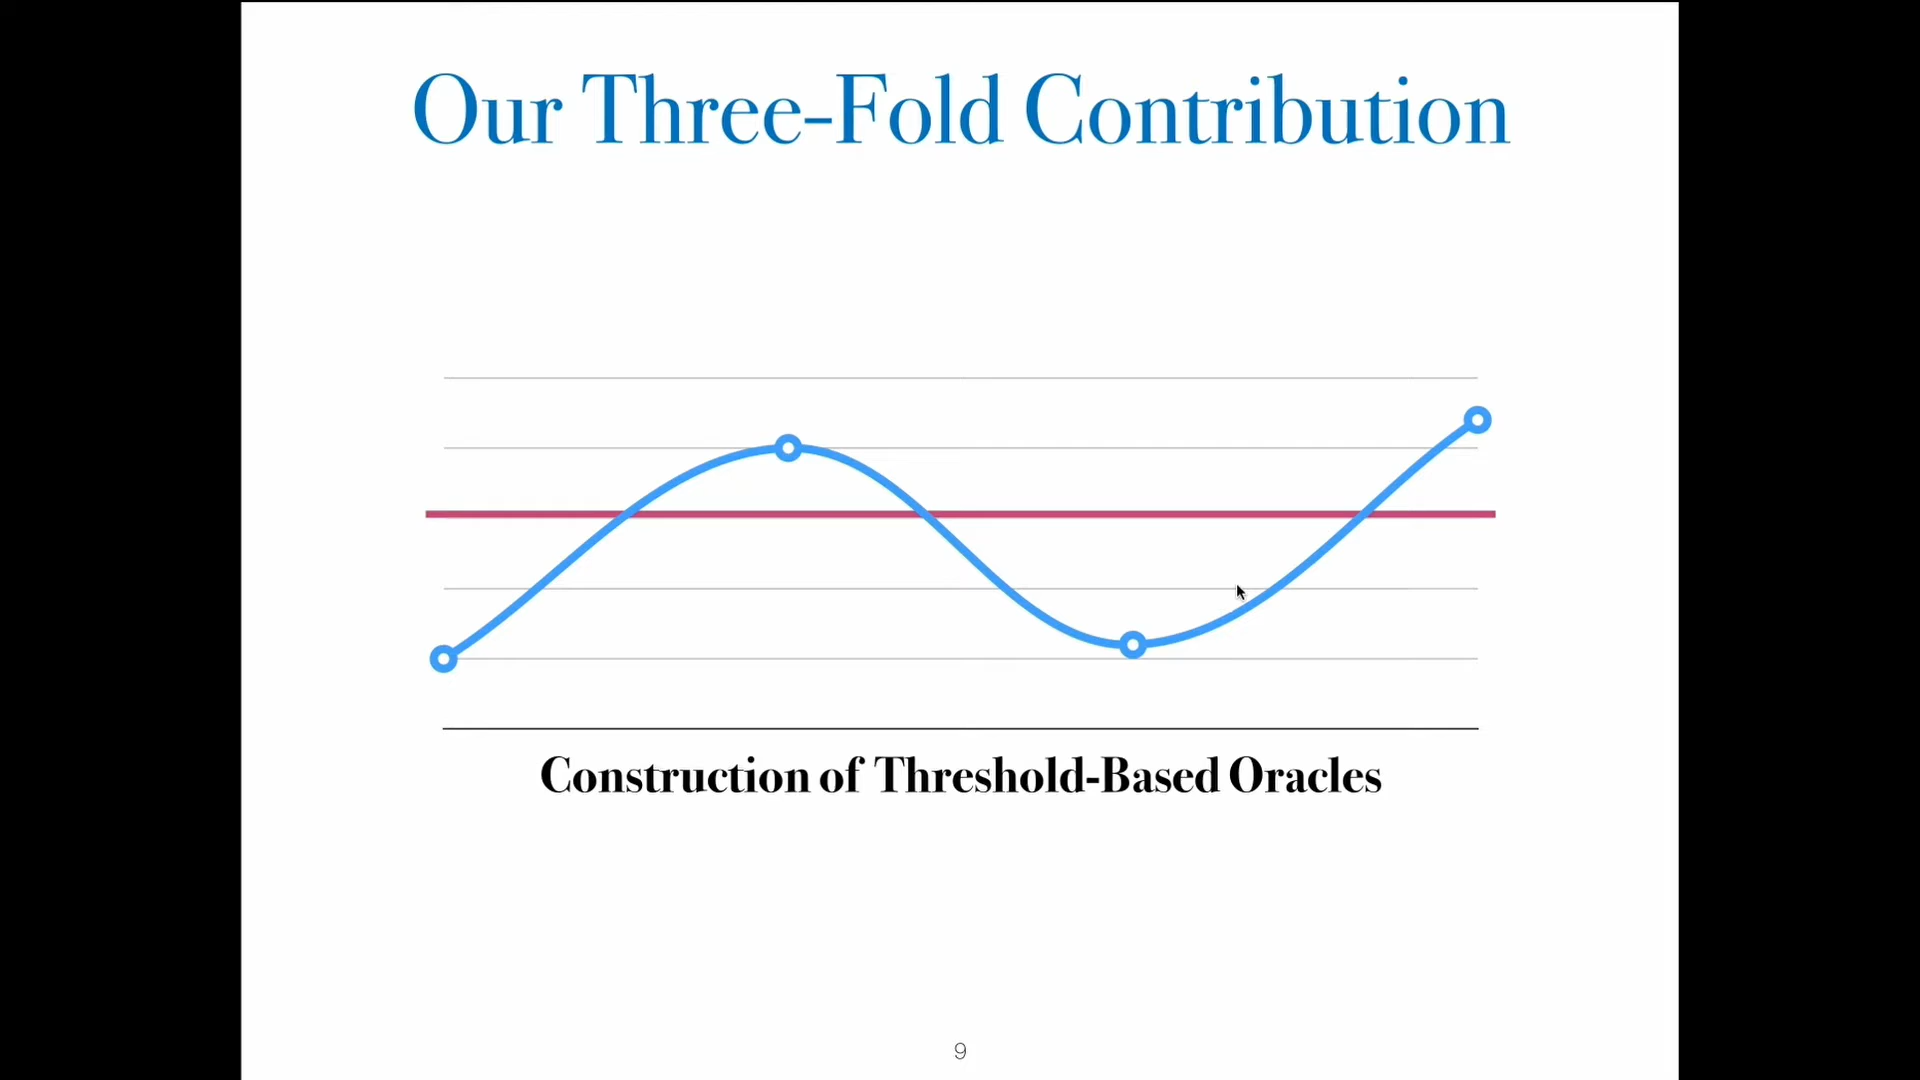 Our Three-Fold Contribution
Construction of Threshold-Based Oracles
9